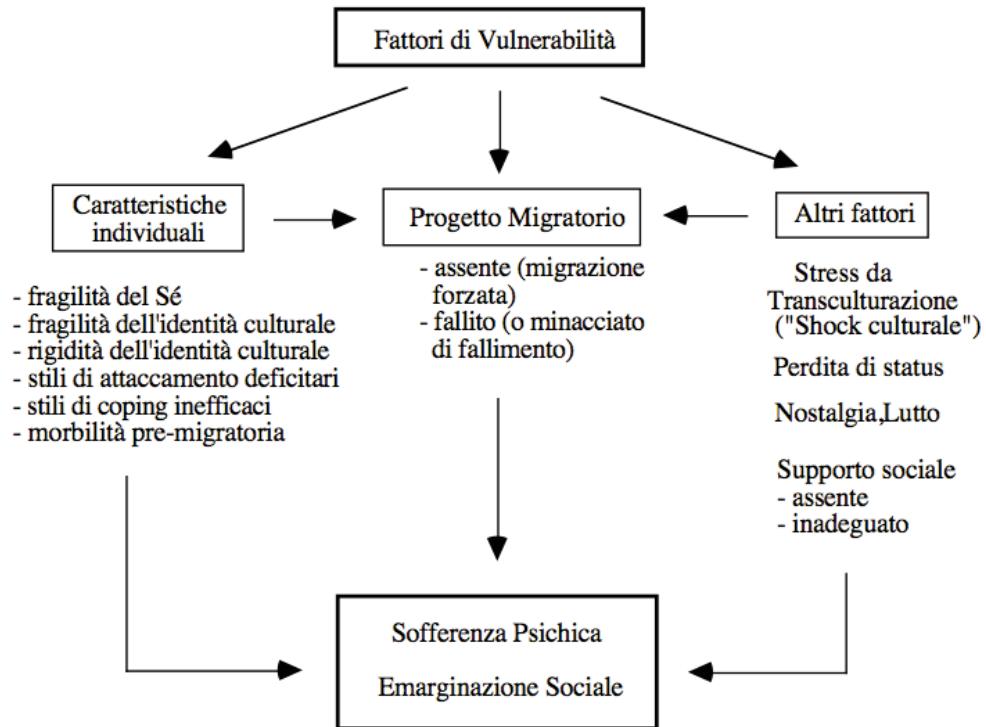 Fattori di Vulnerabilità
Caratteristiche
individuali
- fragilità del Sé
- fragilità dell'identità culturale
- rigidità dell'identità culturale
- stili di attaccamento deficitari
- stili di coping inefficaci
- morbilità pre-migratoria
Progetto Migratorio
- assente (migrazione
forzata)
- fallito (o minacciato
di fallimento)
Altri fattori
Stress da
Transculturazione
("Shock culturale")
Perdita di status
Nostalgia,Lutto
Supporto sociale
- assente
- inadeguato
Sofferenza Psichica
Emarginazione Sociale